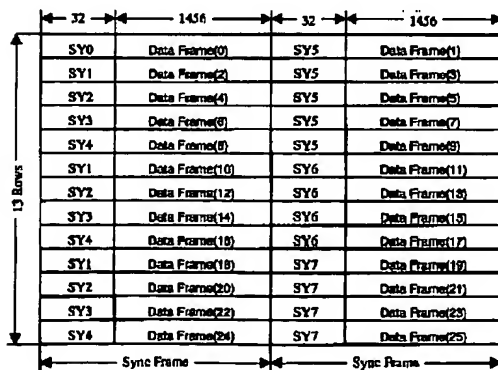 32 1456 32 1456
SY0 Data Frame(0) SY5 Data Frame(1)
SY1 Data Frame(2) SY5 Data Frame(3)
SY2 Data Frame(4) SY5 Data Frame(5)
SY3 Data Frame(6) SY5 Data Frame(7)
SY4 Data Frame(8) SY5 Data Frame(9)
SY1 Data Frame(10) SY6 Data Frame(11)
SY2 Data Frame(12) SY6 Data Frame(13)
SY3 Data Frame(14) SY6 Data Frame(15)
SY4 Data Frame(16) SY6 Data Frame(17)
SY1 Data Frame(18) SY7 Data Frame(19)
SY2 Data Frame(20) SY7 Data Frame(21)
SY3 Data Frame(22) SY7 Data Frame(23)
SY4 Data Frame(24) SY7 Data Frame(25)
13 Rows
Sync Frame Sync Frame